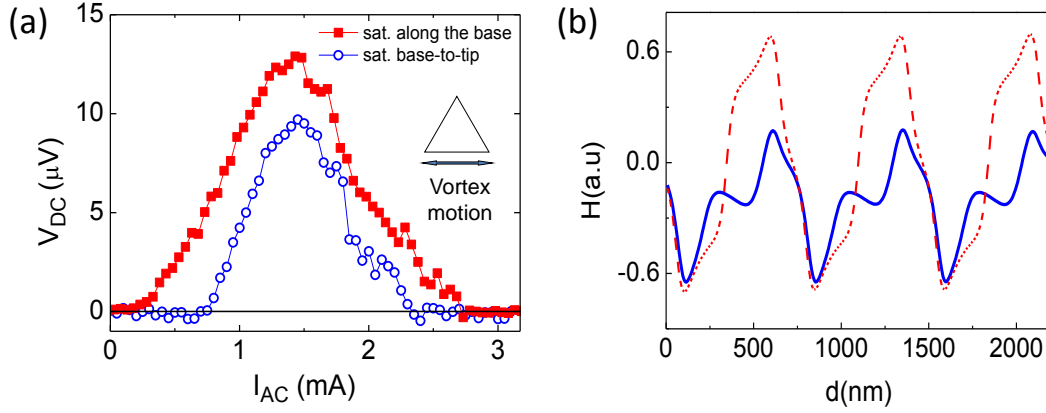 (a)
15
10
5
0
V_DC (μV)
sat. along the base
sat. base-to-tip
Vortex
motion
0 1 2 3
I_AC (mA)
(b)
0.6
0.0
-0.6
H(a.u)
0 500 1000 1500 2000
d(nm)